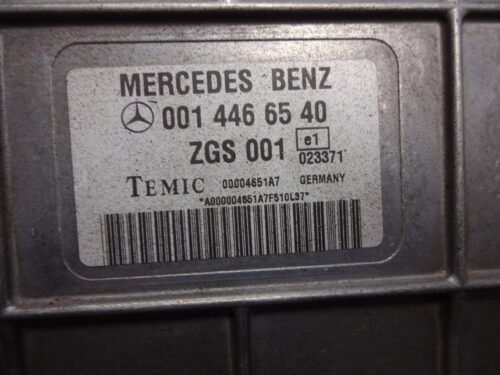 MERCEDES BENZ
001 446 65 40
ZGS 001 e1 023371
TEMIC 00004651A7 GERMANY
*A000004651A7F510L97*